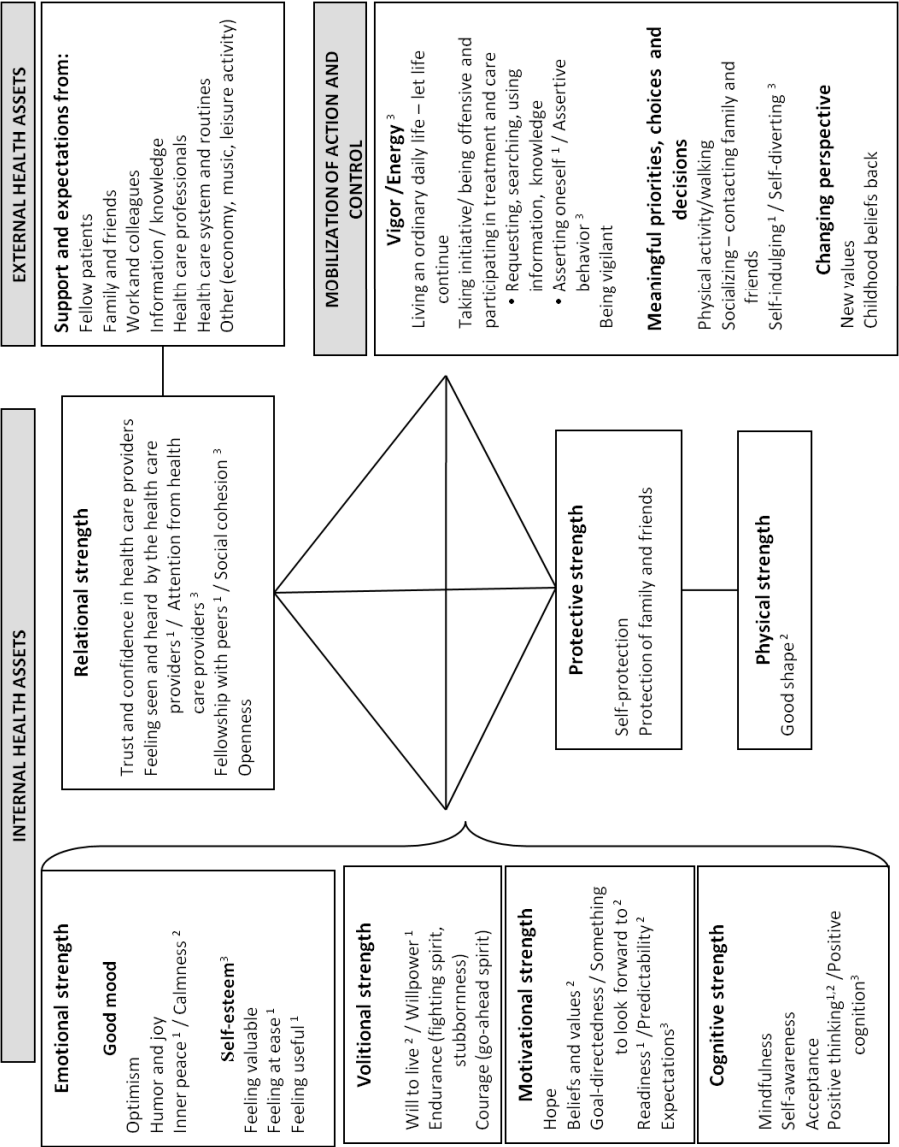 INTERNAL HEALTH ASSETS
EXTERNAL HEALTH ASSETS
Emotional strength
Good mood
Optimism
Humor and joy
Inner peace ¹ / Calmness ²
Self-esteem³
Feeling valuable
Feeling at ease ¹
Feeling useful ¹
Volitional strength
Will to live ² / Willpower ¹
Endurance (fighting spirit,
stubbornness)
Courage (go-ahead spirit)
Motivational strength
Hope
Beliefs and values ²
Goal-directedness / Something
to look forward to ²
Readiness ¹ /Predictability ²
Expectations³
Cognitive strength
Mindfulness
Self-awareness
Acceptance
Positive thinking¹,² /Positive
cognition³
Relational strength
Trust and confidence in health care providers
Feeling seen and heard by the health care
providers ¹ / Attention from health
care providers ³
Fellowship with peers ¹ / Social cohesion ³
Openness
Protective strength
Self-protection
Protection of family and friends
Physical strength
Good shape ²
Support and expectations from:
Fellow patients
Family and friends
Work and colleagues
Information / knowledge
Health care professionals
Health care system and routines
Other (economy, music, leisure activity)
MOBILIZATION OF ACTION AND
CONTROL
Vigor /Energy ³
Living an ordinary daily life – let life
continue
Taking initiative/ being offensive and
participating in treatment and care
• Requesting, searching, using
information, knowledge
• Asserting oneself ¹ / Assertive
behavior ³
Being vigilant
Meaningful priorities, choices and
decisions
Physical activity/walking
Socializing – contacting family and
friends
Self-indulging¹ / Self-diverting ³
Changing perspective
New values
Childhood beliefs back